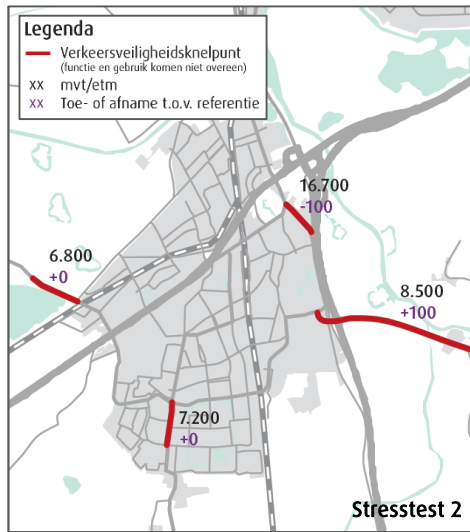 Legenda
Verkeersveiligheidsknelpunt
(functie en gebruik komen niet overeen)
xx mvt/etm
xx Toe- of afname t.o.v. referentie
16.700
-100
6.800
+0
8.500
+100
7.200
+0
Stresstest 2